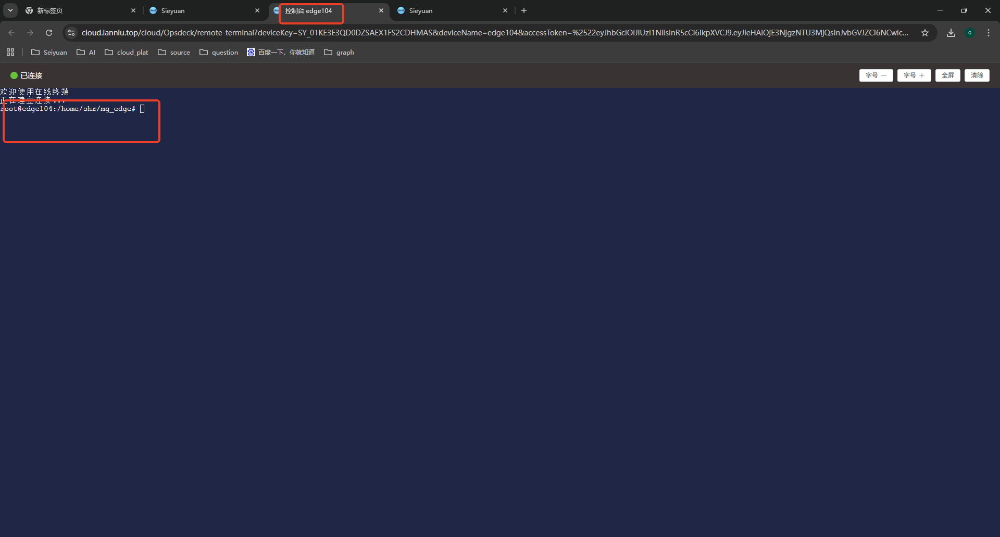 新标签页
Sieyuan
控制台 edge104
Sieyuan
cloud.lanniu.top/cloud/Opsdeck/remote-terminal?deviceKey=SY_01KE3E3QD0DZSAEX1FS2CDHMAS&deviceName=edge104&accessToken=%2522eyJhbGciOiJIUzI1NiIsInR5cCI6IkpXVCJ9.eyJleHAiOjE3NjgzNTU3MjQsInJvbGVJZCI6NCwic...
C
Seiyuan
AI
cloud_plat
source
question
百度一下，你就知道
graph
已连接
字号 —
字号 +
全屏
清除
欢迎使用在线终端
正在建立连接...
root@edge104:/home/shr/mg_edge#